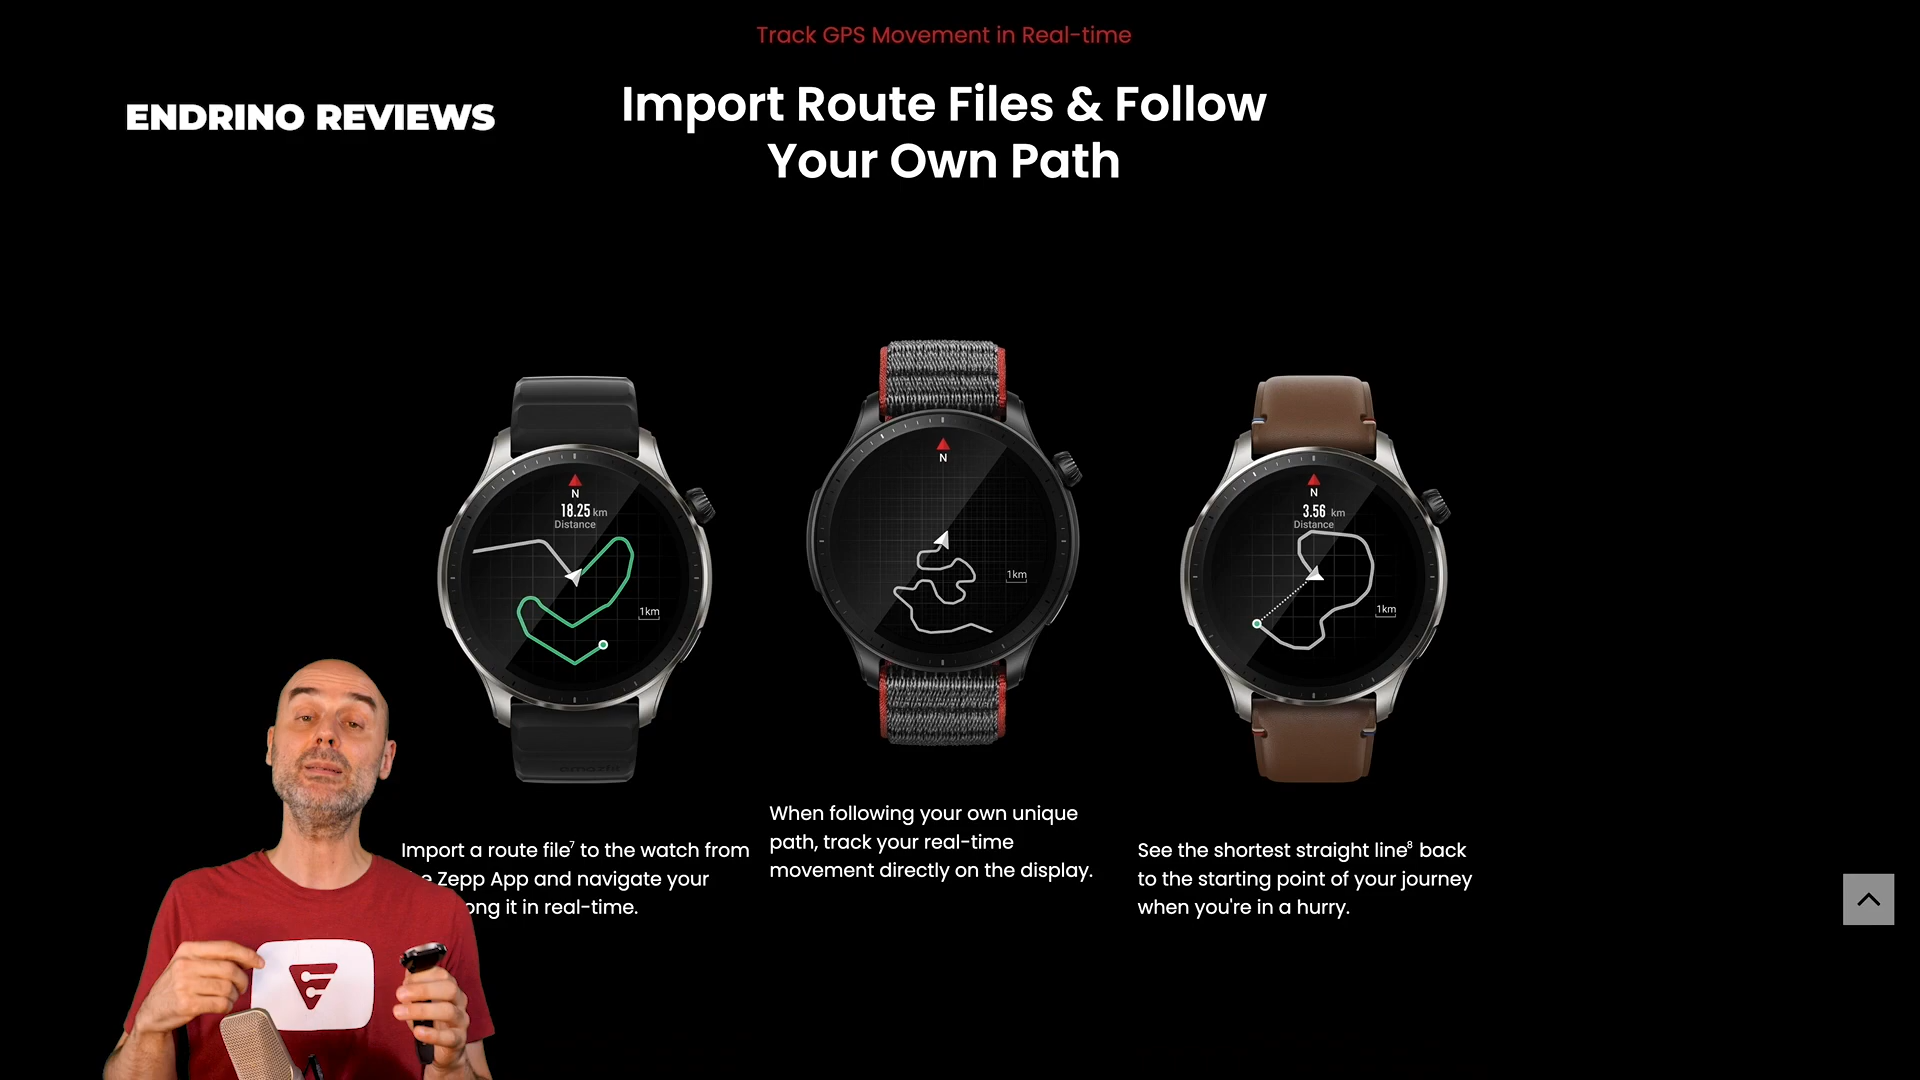 Track GPS Movement in Real-time
ENDRINO REVIEWS
Import Route Files & Follow
Your Own Path
N
18.25 km
Distance
1km
N
1km
N
3.56 km
Distance
1km
Import a route file⁷ to the watch from
Zepp App and navigate your
it in real-time.
When following your own unique
path, track your real-time
movement directly on the display.
See the shortest straight line⁸ back
to the starting point of your journey
when you're in a hurry.